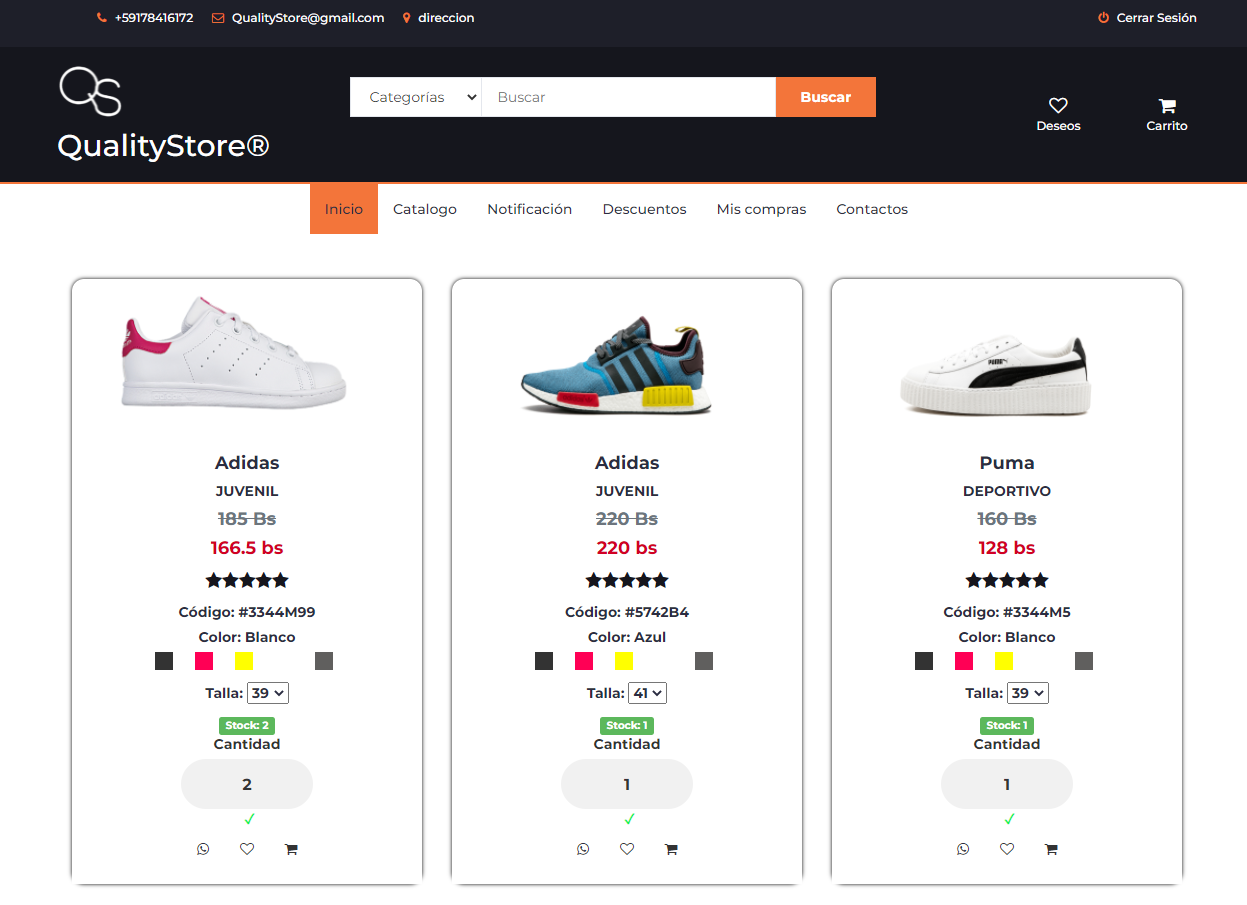 +59178416172 QualityStore@gmail.com direccion Cerrar Sesión
QS
QualityStore®
Categorías Buscar Buscar
Deseos Carrito
Inicio Catalogo Notificación Descuentos Mis compras Contactos
PUMA
Adidas
JUVENIL
185 Bs
166.5 bs
Código: #3344M99
Color: Blanco
Talla: 39
Stock: 2
Cantidad
2
Adidas
JUVENIL
220 Bs
220 bs
Código: #5742B4
Color: Azul
Talla: 41
Stock: 1
Cantidad
1
Puma
DEPORTIVO
160 Bs
128 bs
Código: #3344M5
Color: Blanco
Talla: 39
Stock: 1
Cantidad
1